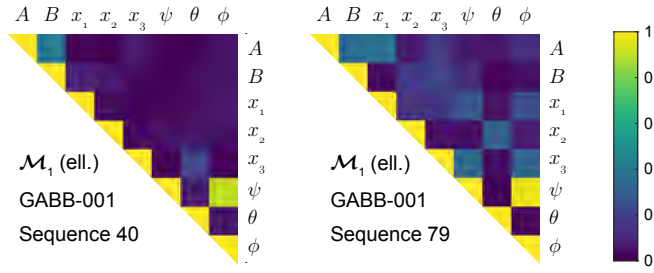 A B x₁ x₂ x₃ ψ θ ϕ
A
B
x₁
x₂
x₃
ψ
θ
ϕ
𝓜₁ (ell.)
GABB-001
Sequence 40
A B x₁ x₂ x₃ ψ θ ϕ
A
B
x₁
x₂
x₃
ψ
θ
ϕ
𝓜₁ (ell.)
GABB-001
Sequence 79
1
0
0
0
0
0